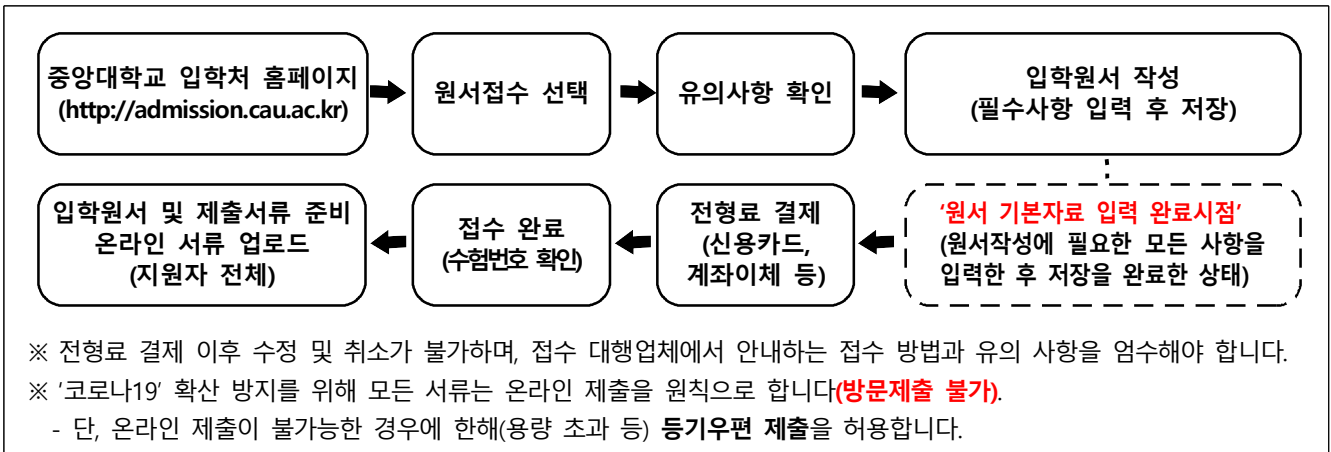 중앙대학교 입학처 홈페이지
(http://admission.cau.ac.kr)
원서접수 선택
유의사항 확인
입학원서 작성
(필수사항 입력 후 저장)
'원서 기본자료 입력 완료시점'
(원서작성에 필요한 모든 사항을
입력한 후 저장을 완료한 상태)
전형료 결제
(신용카드,
계좌이체 등)
접수 완료
(수험번호 확인)
입학원서 및 제출서류 준비
온라인 서류 업로드
(지원자 전체)
※ 전형료 결제 이후 수정 및 취소가 불가하며, 접수 대행업체에서 안내하는 접수 방법과 유의 사항을 엄수해야 합니다.
※ '코로나19' 확산 방지를 위해 모든 서류는 온라인 제출을 원칙으로 합니다(방문제출 불가).
- 단, 온라인 제출이 불가능한 경우에 한해(용량 초과 등) 등기우편 제출을 허용합니다.